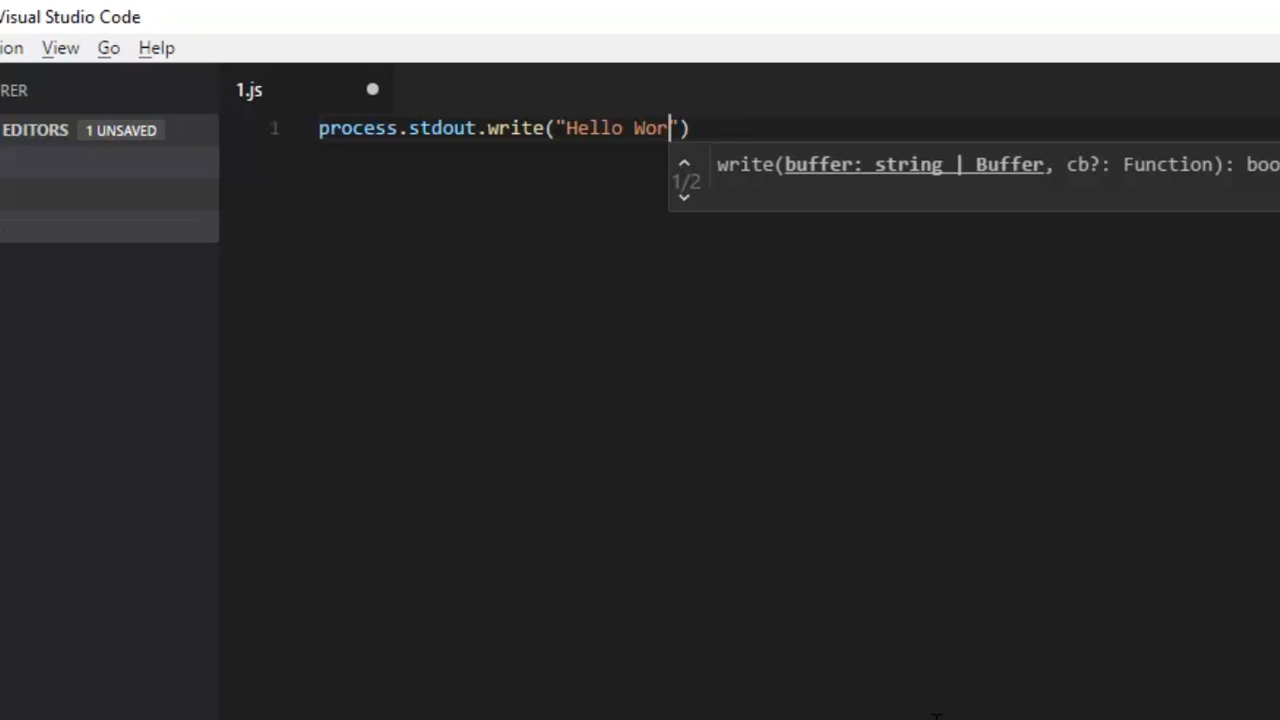 Visual Studio Code
ion View Go Help
RER
1.js
EDITORS 1 UNSAVED
1 process.stdout.write("Hello Wor")
write(buffer: string | Buffer, cb?: Function): boo
1/2